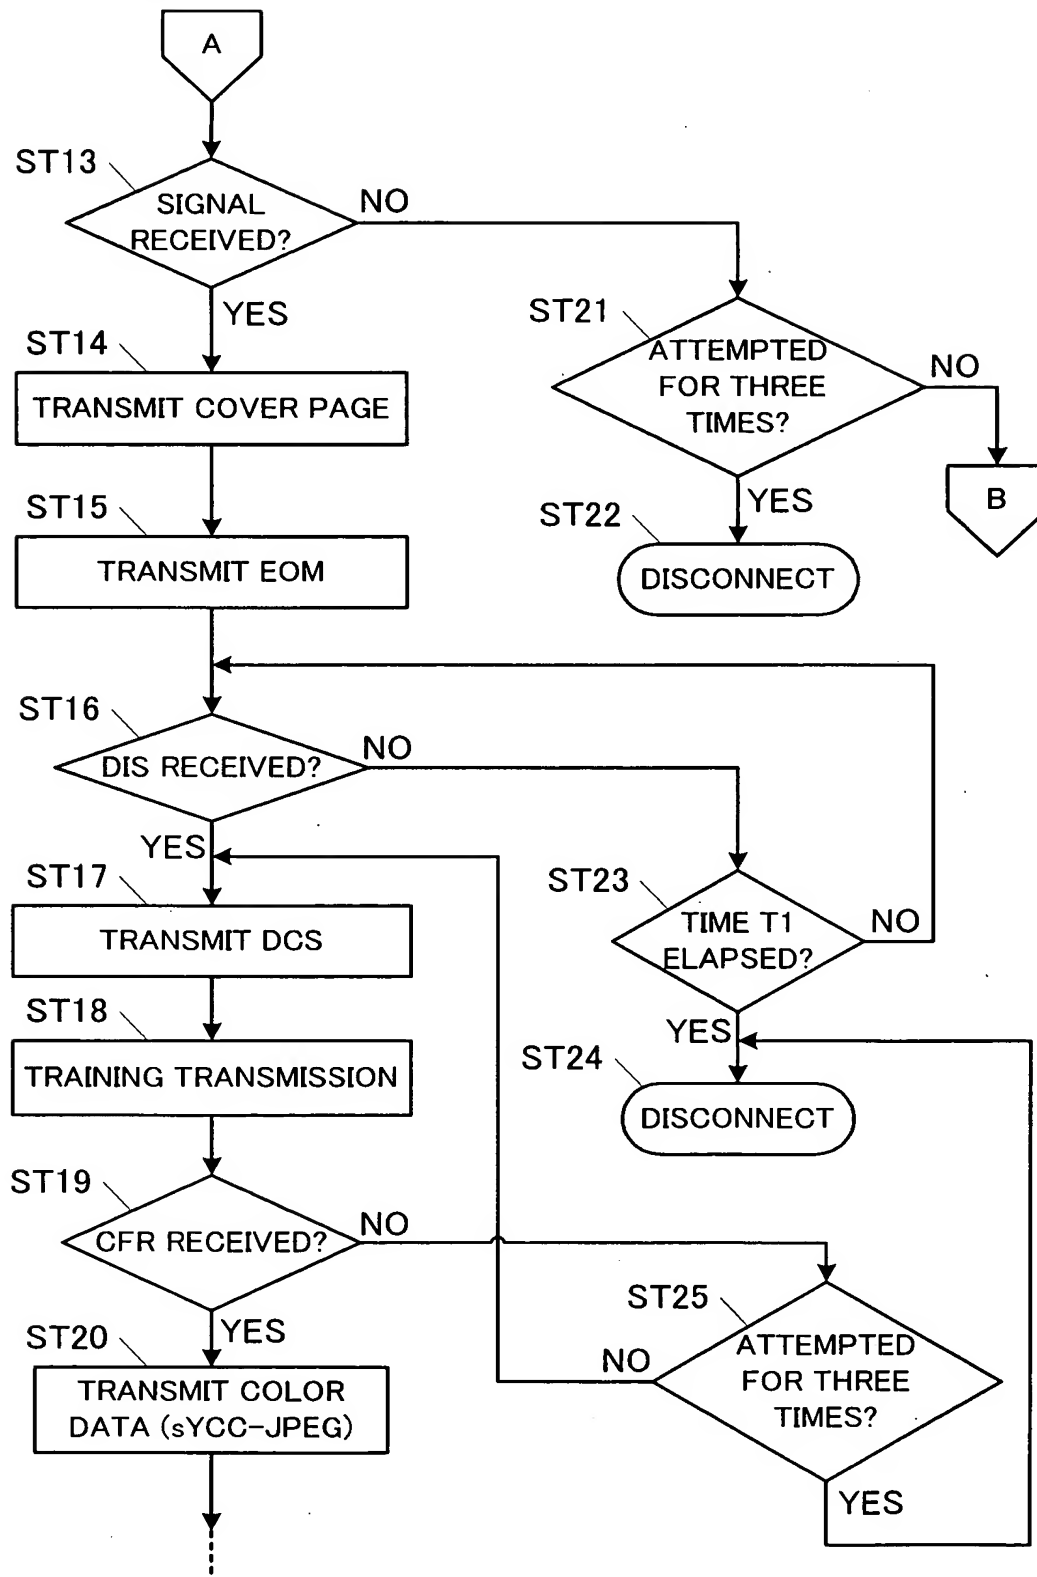 A
ST13
SIGNAL
RECEIVED?
NO
YES
ST14
TRANSMIT COVER PAGE
ST21
ATTEMPTED
FOR THREE
TIMES?
NO
B
YES
ST22
DISCONNECT
ST15
TRANSMIT EOM
ST16
DIS RECEIVED?
NO
YES
ST17
TRANSMIT DCS
ST23
TIME T1
ELAPSED?
NO
YES
ST24
DISCONNECT
ST18
TRAINING TRANSMISSION
ST19
CFR RECEIVED?
NO
YES
ST25
ATTEMPTED
FOR THREE
TIMES?
NO
YES
ST20
TRANSMIT COLOR
DATA (sYCC-JPEG)